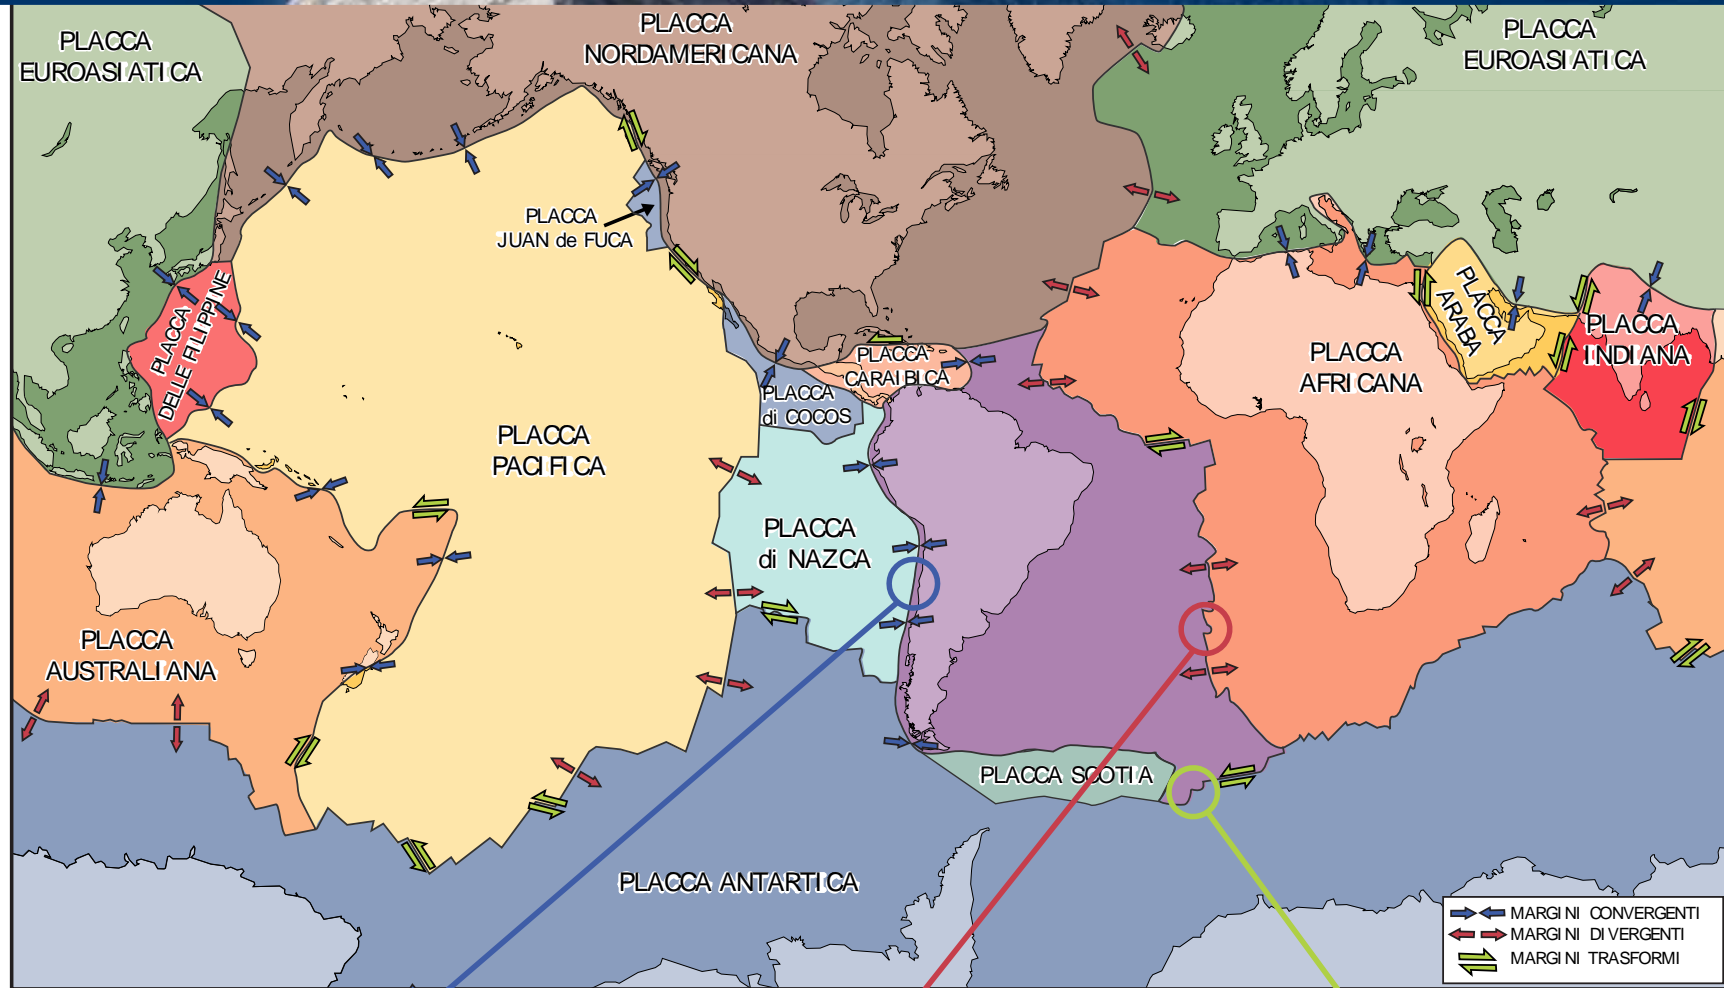 PLACCA
EUROASIATICA
PLACCA
NORDAMERICANA
PLACCA
EUROASIATICA
PLACCA
JUAN de FUCA
PLACCA
DELLE FILIPPINE
PLACCA
ARABA
PLACCA
INDIANA
PLACCA
CARAIBICA
PLACCA
AFRICANA
PLACCA
di COCOS
PLACCA
PACIFICA
PLACCA
di NAZCA
PLACCA
AUSTRALIANA
PLACCA SCOTIA
PLACCA ANTARTICA
MARGINI CONVERGENTI
MARGINI DIVERGENTI
MARGINI TRASFORMI